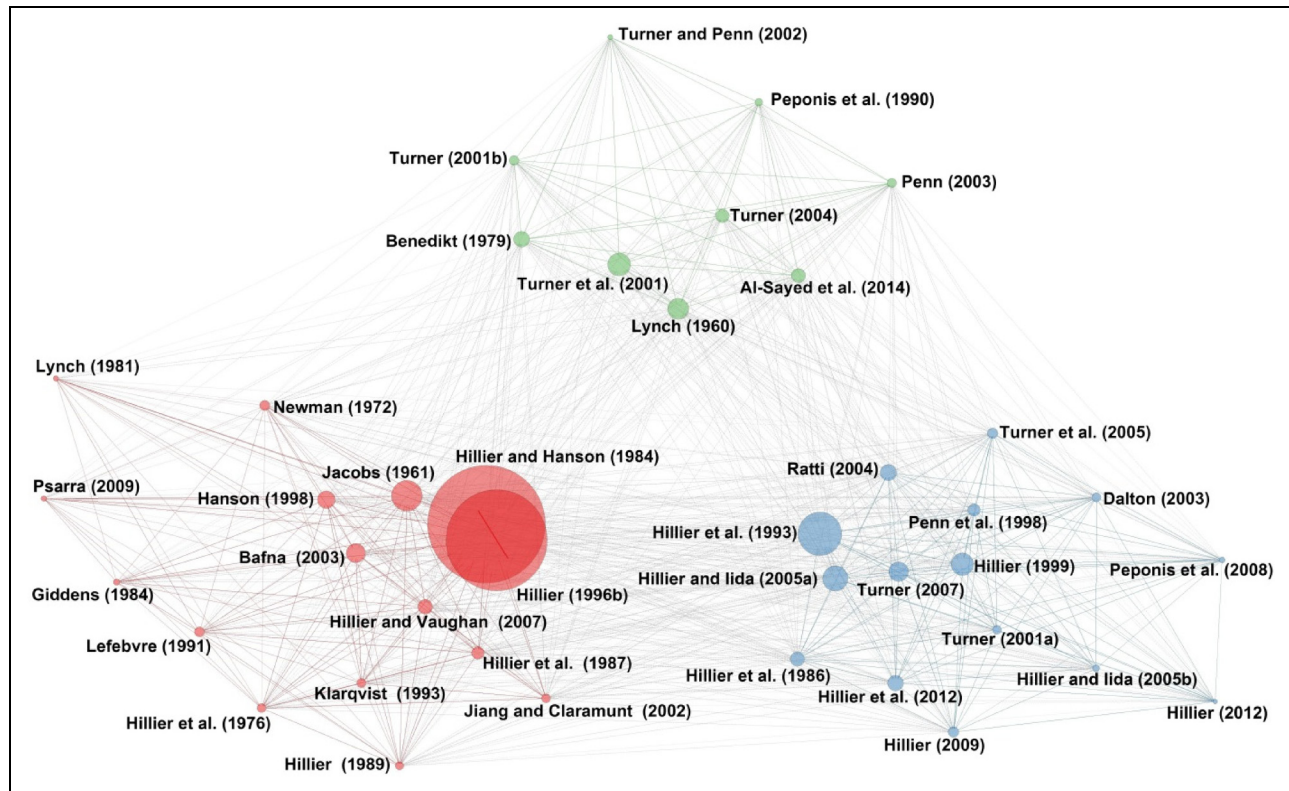 Turner and Penn (2002)
Peponis et al. (1990)
Turner (2001b)
Penn (2003)
Turner (2004)
Benedikt (1979)
Turner et al. (2001)
Al-Sayed et al. (2014)
Lynch (1960)
Lynch (1981)
Newman (1972)
Turner et al. (2005)
Hillier and Hanson (1984)
Jacobs (1961)
Ratti (2004)
Psarra (2009)
Hanson (1998)
Dalton (2003)
Penn et al. (1998)
Hillier et al. (1993)
Bafna (2003)
Hillier (1999)
Peponis et al. (2008)
Hillier and Iida (2005a)
Turner (2007)
Giddens (1984)
Hillier (1996b)
Hillier and Vaughan (2007)
Turner (2001a)
Lefebvre (1991)
Hillier et al. (1987)
Hillier et al. (1986)
Hillier and Iida (2005b)
Klarqvist (1993)
Hillier et al. (2012)
Jiang and Claramunt (2002)
Hillier (2012)
Hillier et al. (1976)
Hillier (2009)
Hillier (1989)